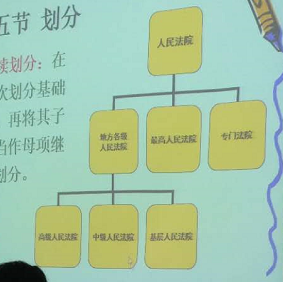 五节 划分
续划分：在
次划分基础
，再将其子
当作母项继
划分。
人民法院
地方各级
人民法院
最高人民法院
专门法院
高级人民法院
中级人民法院
基层人民法院